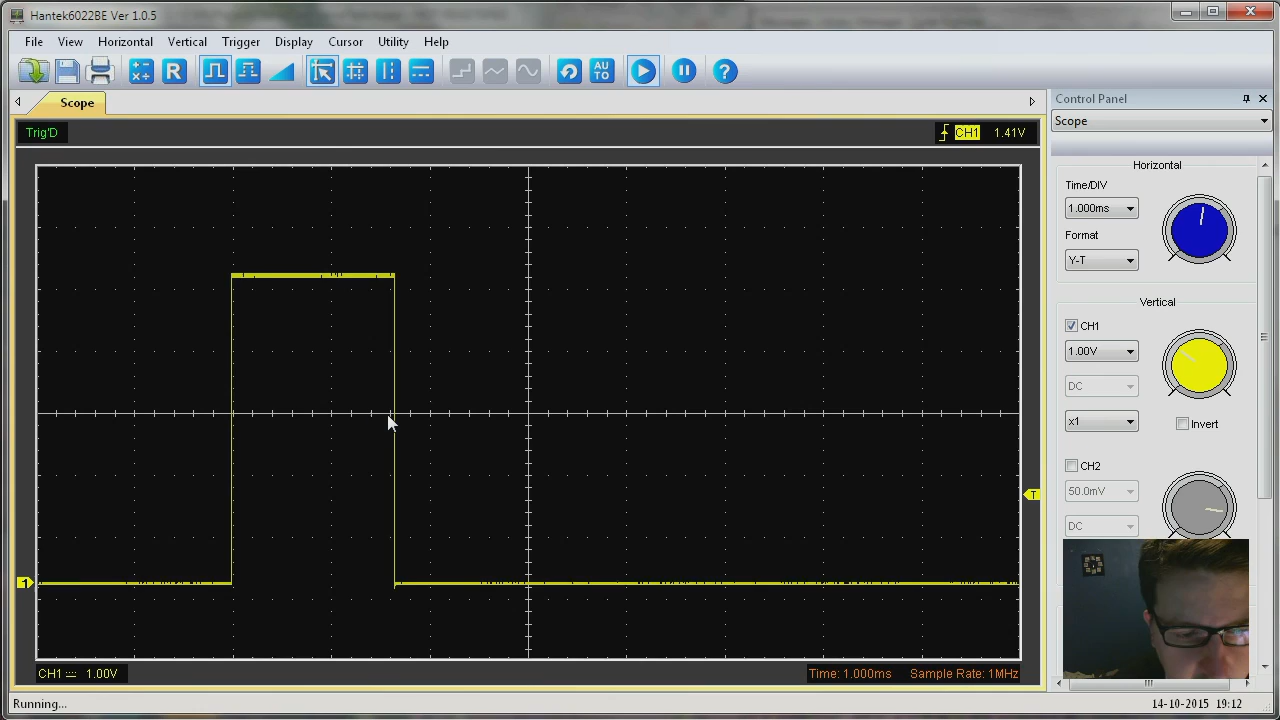 Hantek6022BE Ver 1.0.5
File View Horizontal Vertical Trigger Display Cursor Utility Help
R AU TO ?
Scope
Control Panel
Scope
Trig'D
CH1 1.41V
Horizontal
Time/DIV
1.000ms
Format
Y-T
Vertical
CH1
1.00V
DC
x1
Invert
CH2
50.0mV
DC
T
1
CH1 1.00V
Time: 1.000ms Sample Rate: 1MHz
Running...
14-10-2015 19:12